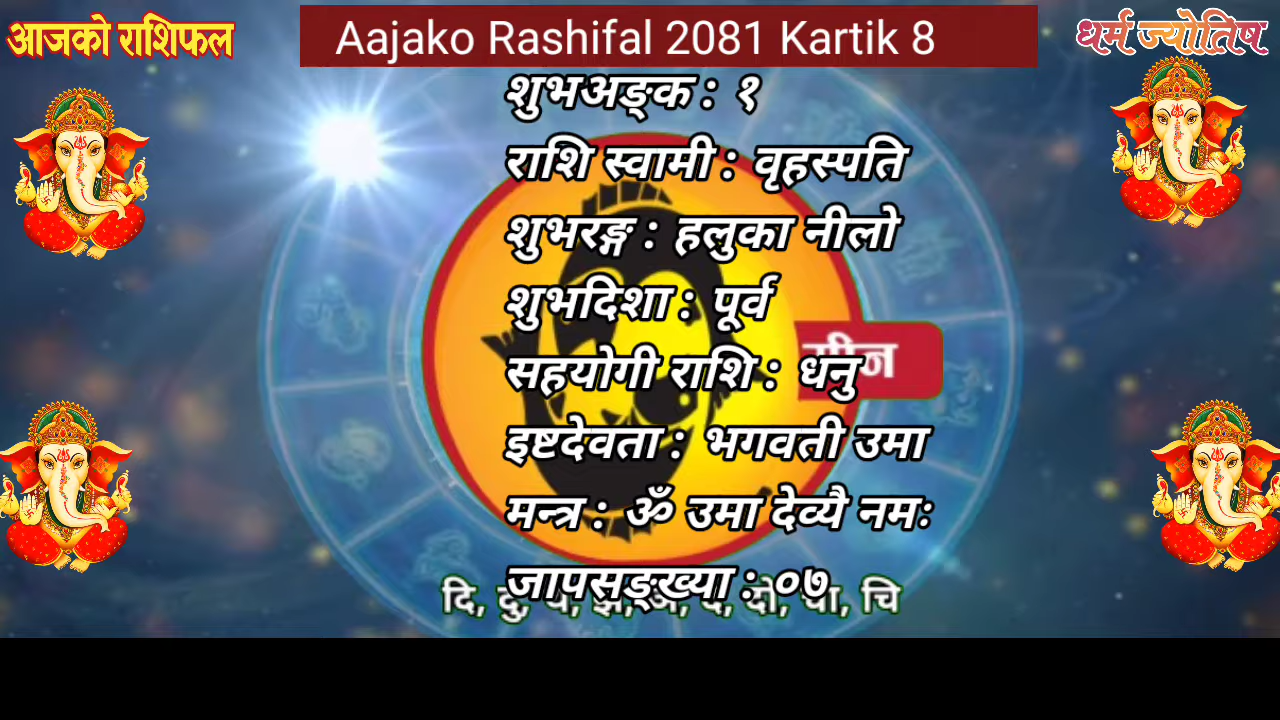 आजको राशिफल
Aajako Rashifal 2081 Kartik 8
धर्म ज्योतिष
शुभअङ्क : १
राशि स्वामी : वृहस्पति
शुभरङ्ग : हलुका नीलो
शुभदिशा : पूर्व
सहयोगी राशि : धनु
मीन
इष्टदेवता : भगवती उमा
मन्त्र : ॐ उमा देव्यै नमः
जापसङ्ख्या : ०७
दि, दु, थ, झ, ञ, दे, दो, चा, चि